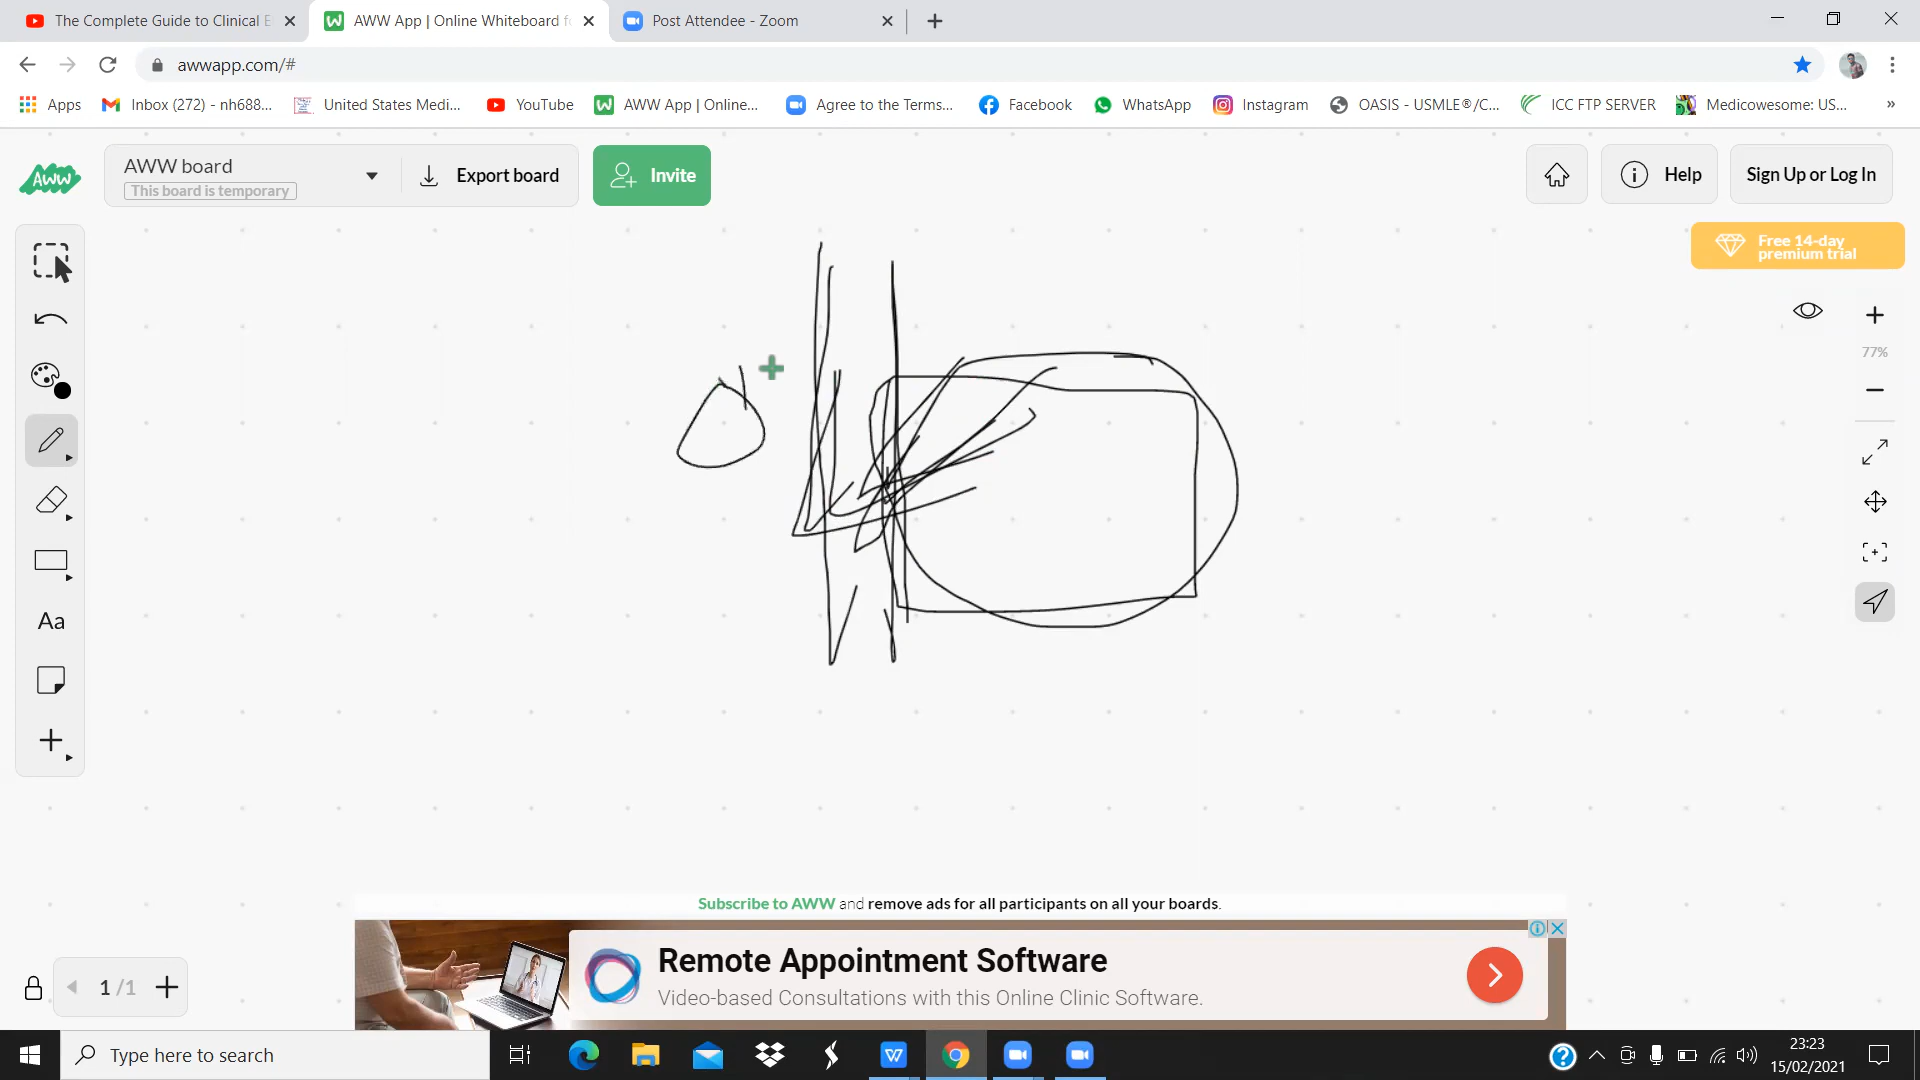 The Complete Guide to Clinical E
AWW App | Online Whiteboard f
Post Attendee - Zoom
awwapp.com/#
Apps
Inbox (272) - nh688...
United States Medi...
YouTube
AWW App | Online...
Agree to the Terms...
Facebook
WhatsApp
Instagram
OASIS - USMLE®/C...
ICC FTP SERVER
Medicowesome: US...
»
AWW
AWW board
This board is temporary
Export board
Invite
Help
Sign Up or Log In
Free 14-day
premium trial
77%
Aa
Subscribe to AWW and remove ads for all participants on all your boards.
Remote Appointment Software
Video-based Consultations with this Online Clinic Software.
1 /1
Type here to search
23:23
15/02/2021